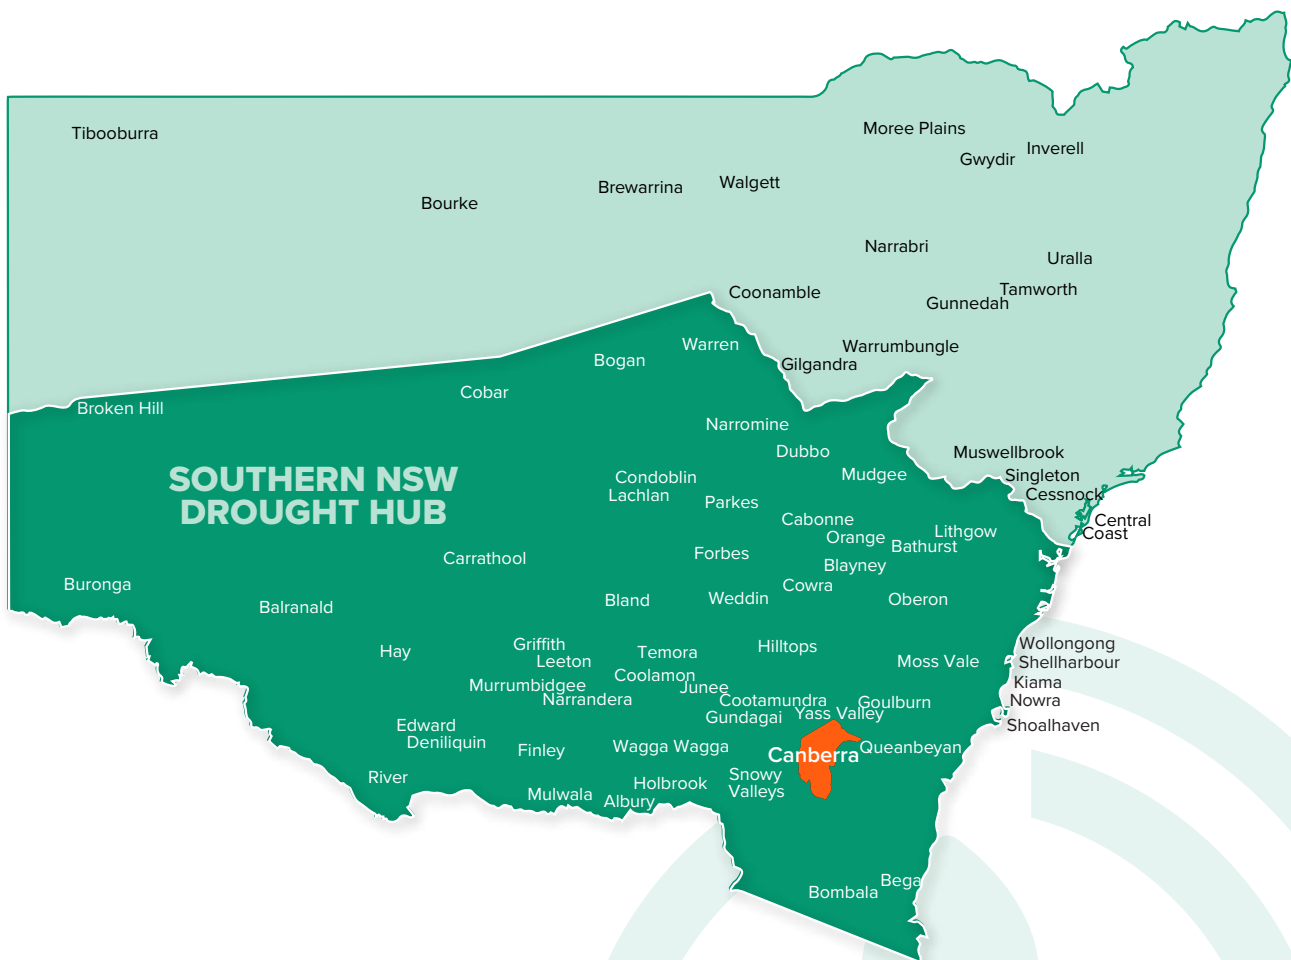 Tibooburra
Moree Plains
Inverell
Gwydir
Walgett
Brewarrina
Bourke
Narrabri
Uralla
Tamworth
Coonamble
Gunnedah
Warren
Warrumbungle
Bogan
Gilgandra
Cobar
Broken Hill
Narromine
Dubbo
Muswellbrook
SOUTHERN NSW
DROUGHT HUB
Mudgee
Singleton
Condoblin
Lachlan
Cessnock
Parkes
Cabonne
Central
Coast
Lithgow
Orange
Bathurst
Forbes
Carrathool
Blayney
Buronga
Cowra
Weddin
Bland
Oberon
Balranald
Wollongong
Griffith
Hilltops
Hay
Temora
Leeton
Moss Vale
Shellharbour
Coolamon
Kiama
Murrumbidgee
Junee
Narrandera
Cootamundra
Goulburn
Nowra
Yass Valley
Gundagai
Edward
Shoalhaven
Deniliquin
Wagga Wagga
Queanbeyan
Finley
Canberra
River
Snowy
Valleys
Holbrook
Mulwala
Albury
Bega
Bombala